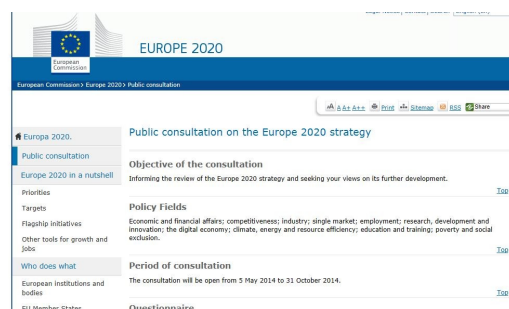 EUROPE 2020
European
Commission
European Commission > Europe 2020 > Public consultation
A A+ A++ Print Sitemap RSS Share
Europa 2020.
Public consultation
Europe 2020 in a nutshell
Priorities
Targets
Flagship initiatives
Other tools for growth and
jobs
Who does what
European institutions and
bodies
EU Member States
Public consultation on the Europe 2020 strategy
Objective of the consultation
Informing the review of the Europe 2020 strategy and seeking your views on its further development.
Top
Policy Fields
Economic and financial affairs; competitiveness; industry; single market; employment; research, development and
innovation; the digital economy; climate, energy and resource efficiency; education and training; poverty and social
exclusion.
Top
Period of consultation
The consultation will be open from 5 May 2014 to 31 October 2014.
Top
Questionnaire